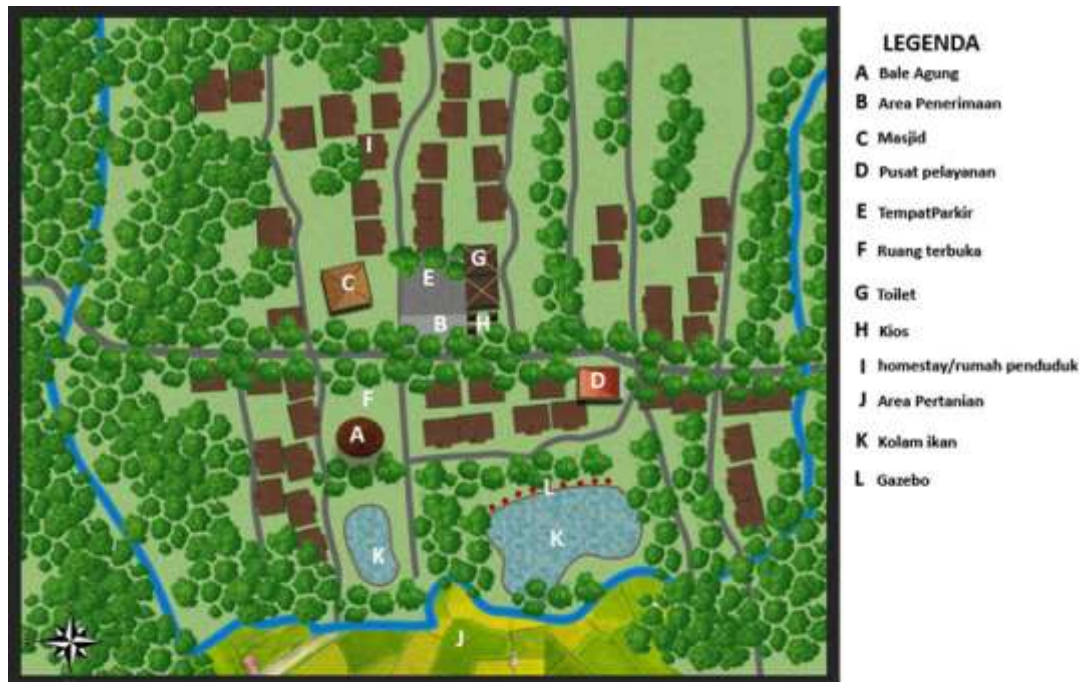 LEGENDA
A Bale Agung
B Area Penerimaan
C Masjid
D Pusat pelayanan
E TempatParkir
F Ruang terbuka
G Toilet
H Kios
I homestay/rumah penduduk
J Area Pertanian
K Kolam ikan
L Gazebo
I
G
C
E
B
H
D
F
A
L
K
K
J